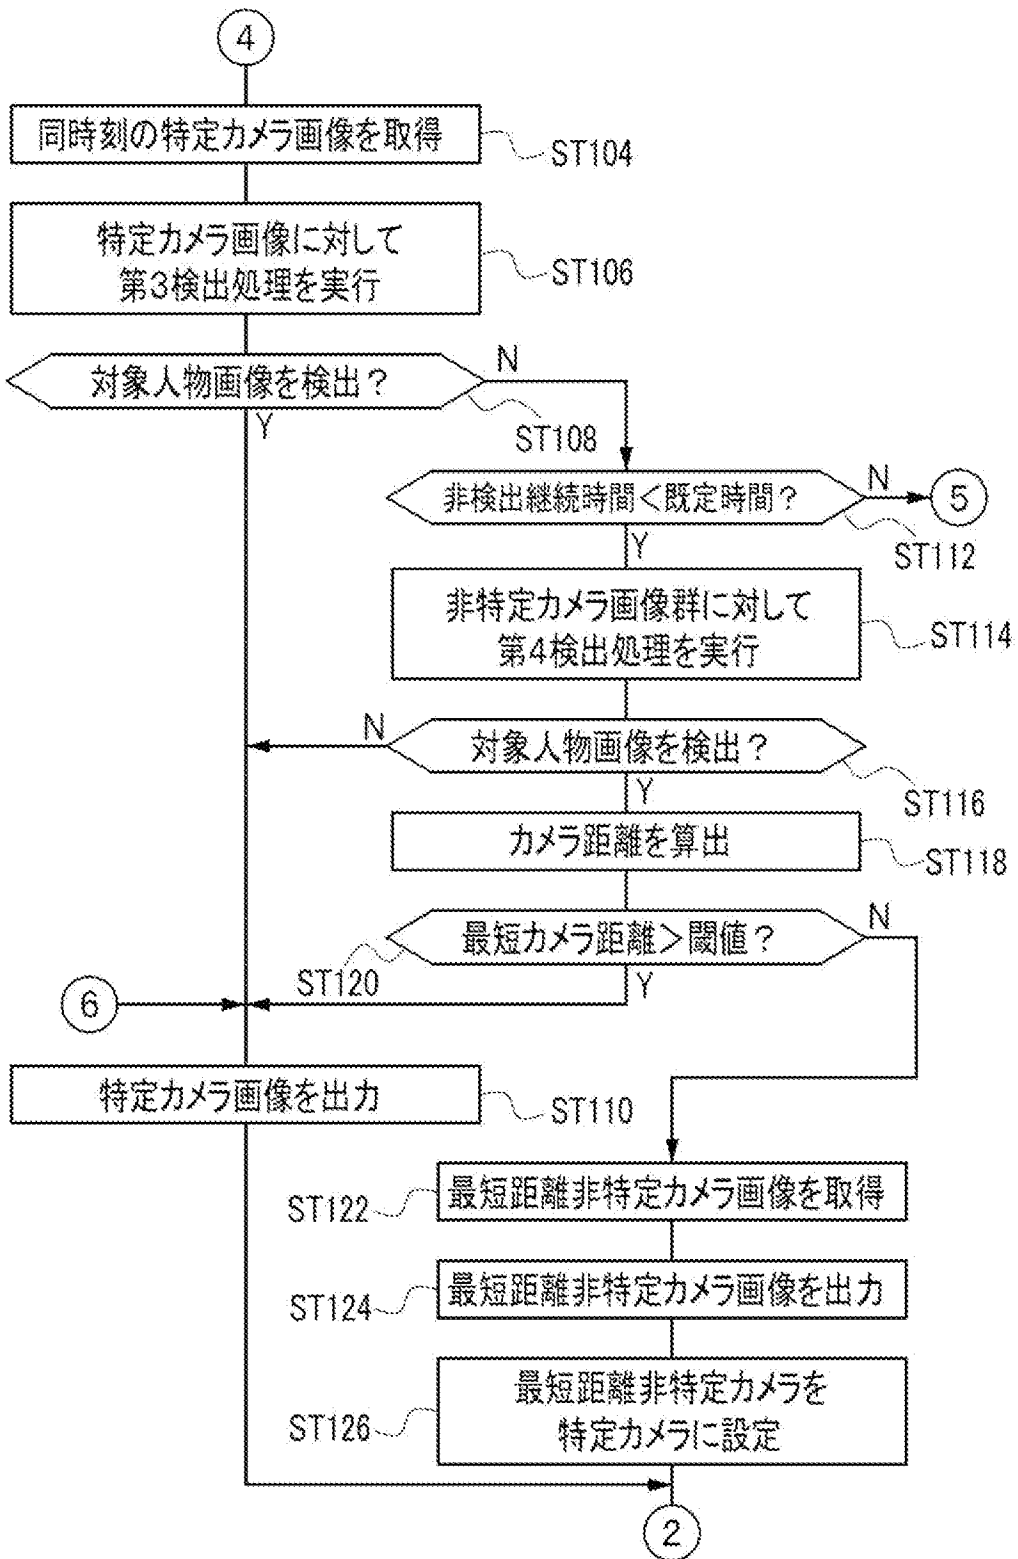 4
同時刻の特定カメラ画像を取得
ST104
特定カメラ画像に対して
第3検出処理を実行
ST106
対象人物画像を検出？
N
Y
ST108
非検出継続時間＜既定時間？
N
5
Y
ST112
非特定カメラ画像群に対して
第4検出処理を実行
ST114
N
対象人物画像を検出？
Y
ST116
カメラ距離を算出
ST118
最短カメラ距離＞閾値？
N
ST120
Y
6
特定カメラ画像を出力
ST110
最短距離非特定カメラ画像を取得
ST122
最短距離非特定カメラ画像を出力
ST124
最短距離非特定カメラを
特定カメラに設定
ST126
2